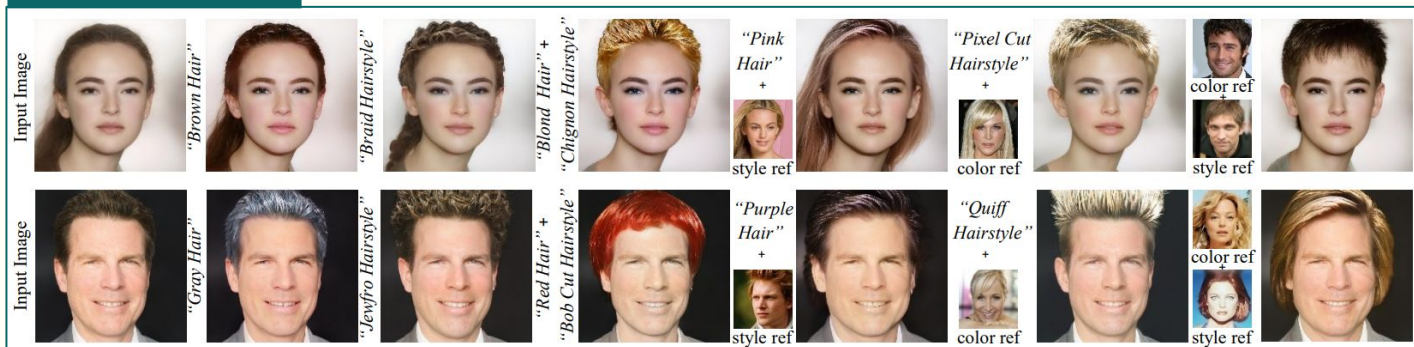 Input Image
"Brown Hair"
"Braid Hairstyle"
"Blond Hair" +
"Chignon Hairstyle"
"Pink
Hair"
+
style ref
"Pixel Cut
Hairstyle"
+
color ref
color ref
+
style ref
Input Image
"Gray Hair"
"Jewfro Hairstyle"
"Red Hair" +
"Bob Cut Hairstyle"
"Purple
Hair"
+
style ref
"Quiff
Hairstyle"
+
color ref
color ref
+
style ref